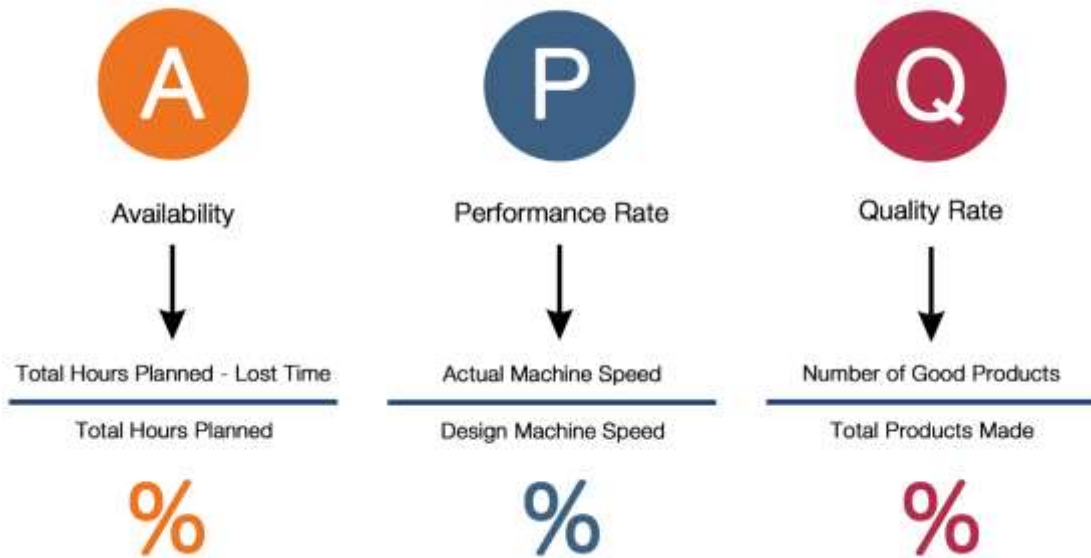 A
P
Q
Availability
Performance Rate
Quality Rate
Total Hours Planned - Lost Time
Actual Machine Speed
Number of Good Products
Total Hours Planned
Design Machine Speed
Total Products Made
%
%
%